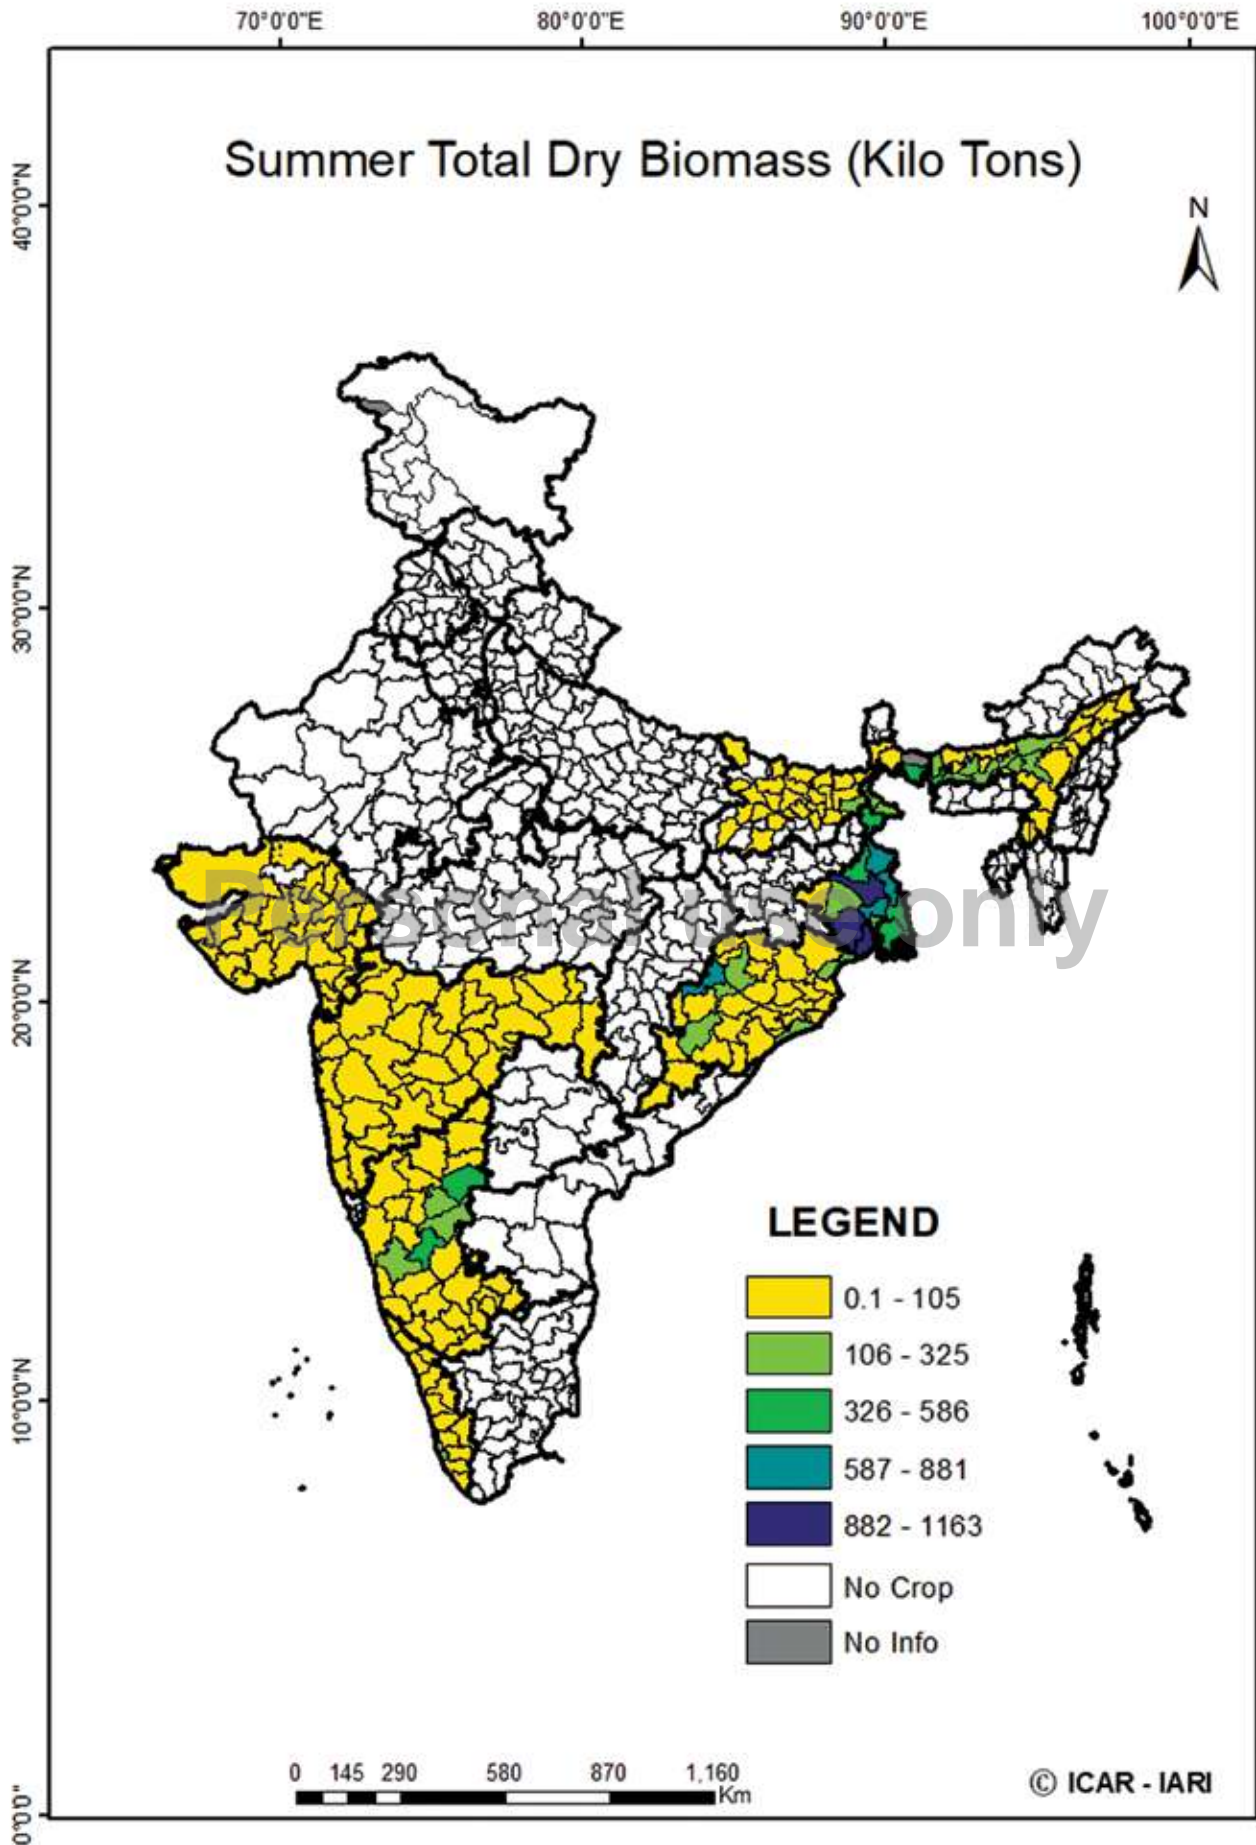 70°0'0"E 80°0'0"E 90°0'0"E 100°0'0"E
Summer Total Dry Biomass (Kilo Tons)
N
40°0'0"N
30°0'0"N
20°0'0"N
10°0'0"N
0°0'0"
Personal use only
LEGEND
0.1 - 105
106 - 325
326 - 586
587 - 881
882 - 1163
No Crop
No Info
0 145 290 580 870 1,160
Km
© ICAR - IARI